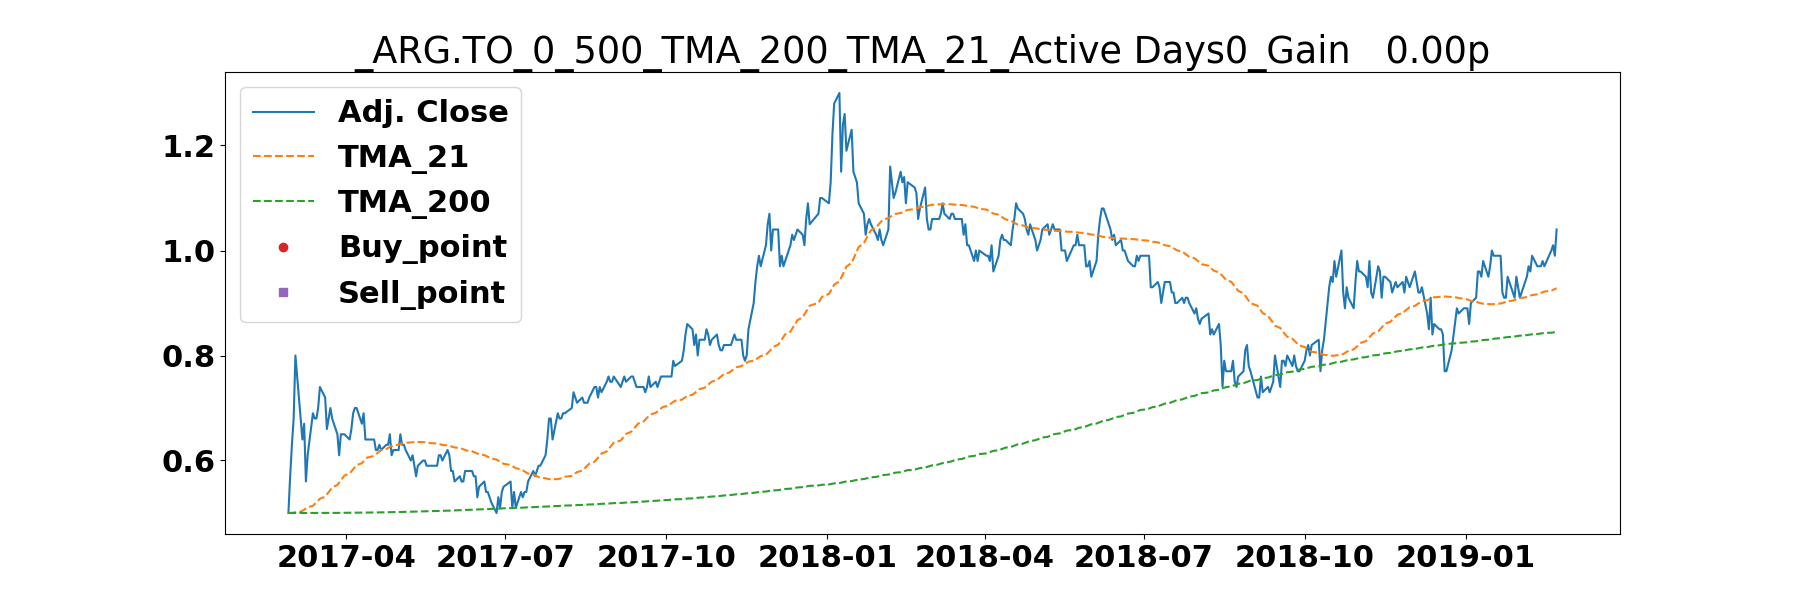 _ARG.TO_0_500_TMA_200_TMA_21_Active Days0_Gain   0.00p
Adj. Close
TMA_21
TMA_200
Buy_point
Sell_point
1.2
1.0
0.8
0.6
2017-04 2017-07 2017-10 2018-01 2018-04 2018-07 2018-10 2019-01